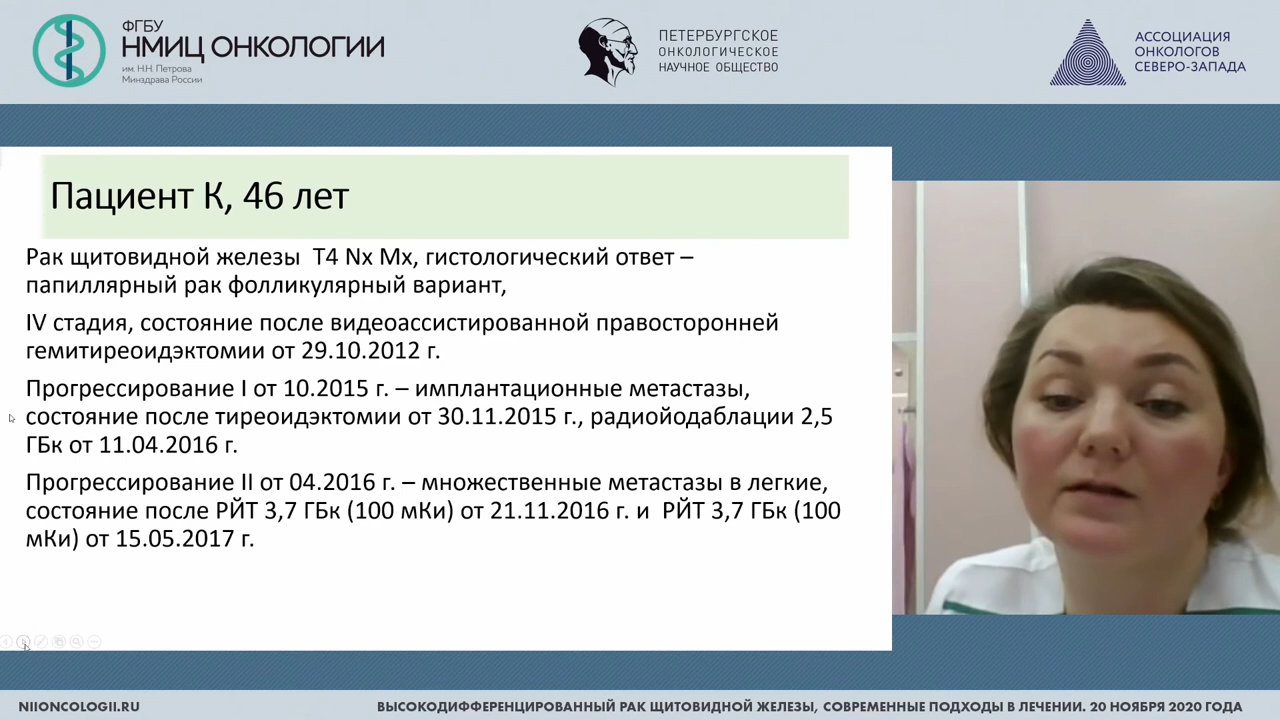 ФГБУ
НМИЦ ОНКОЛОГИИ
им. Н.Н. Петрова
Минздрава России
ПЕТЕРБУРГСКОЕ
ОНКОЛОГИЧЕСКОЕ
НАУЧНОЕ ОБЩЕСТВО
АССОЦИАЦИЯ
ОНКОЛОГОВ
СЕВЕРО-ЗАПАДА
Пациент К, 46 лет
Рак щитовидной железы T4 Nx Mx, гистологический ответ –
папиллярный рак фолликулярный вариант,
IV стадия, состояние после видеоассистированной правосторонней
гемитиреоидэктомии от 29.10.2012 г.
Прогрессирование I от 10.2015 г. – имплантационные метастазы,
состояние после тиреоидэктомии от 30.11.2015 г., радиойодаблации 2,5
ГБк от 11.04.2016 г.
Прогрессирование II от 04.2016 г. – множественные метастазы в легкие,
состояние после РЙТ 3,7 ГБк (100 мКи) от 21.11.2016 г. и РЙТ 3,7 ГБк (100
мКи) от 15.05.2017 г.
NIIONCOLOGII.RU
ВЫСОКОДИФФЕРЕНЦИРОВАННЫЙ РАК ЩИТОВИДНОЙ ЖЕЛЕЗЫ, СОВРЕМЕННЫЕ ПОДХОДЫ В ЛЕЧЕНИИ. 20 НОЯБРЯ 2020 ГОДА